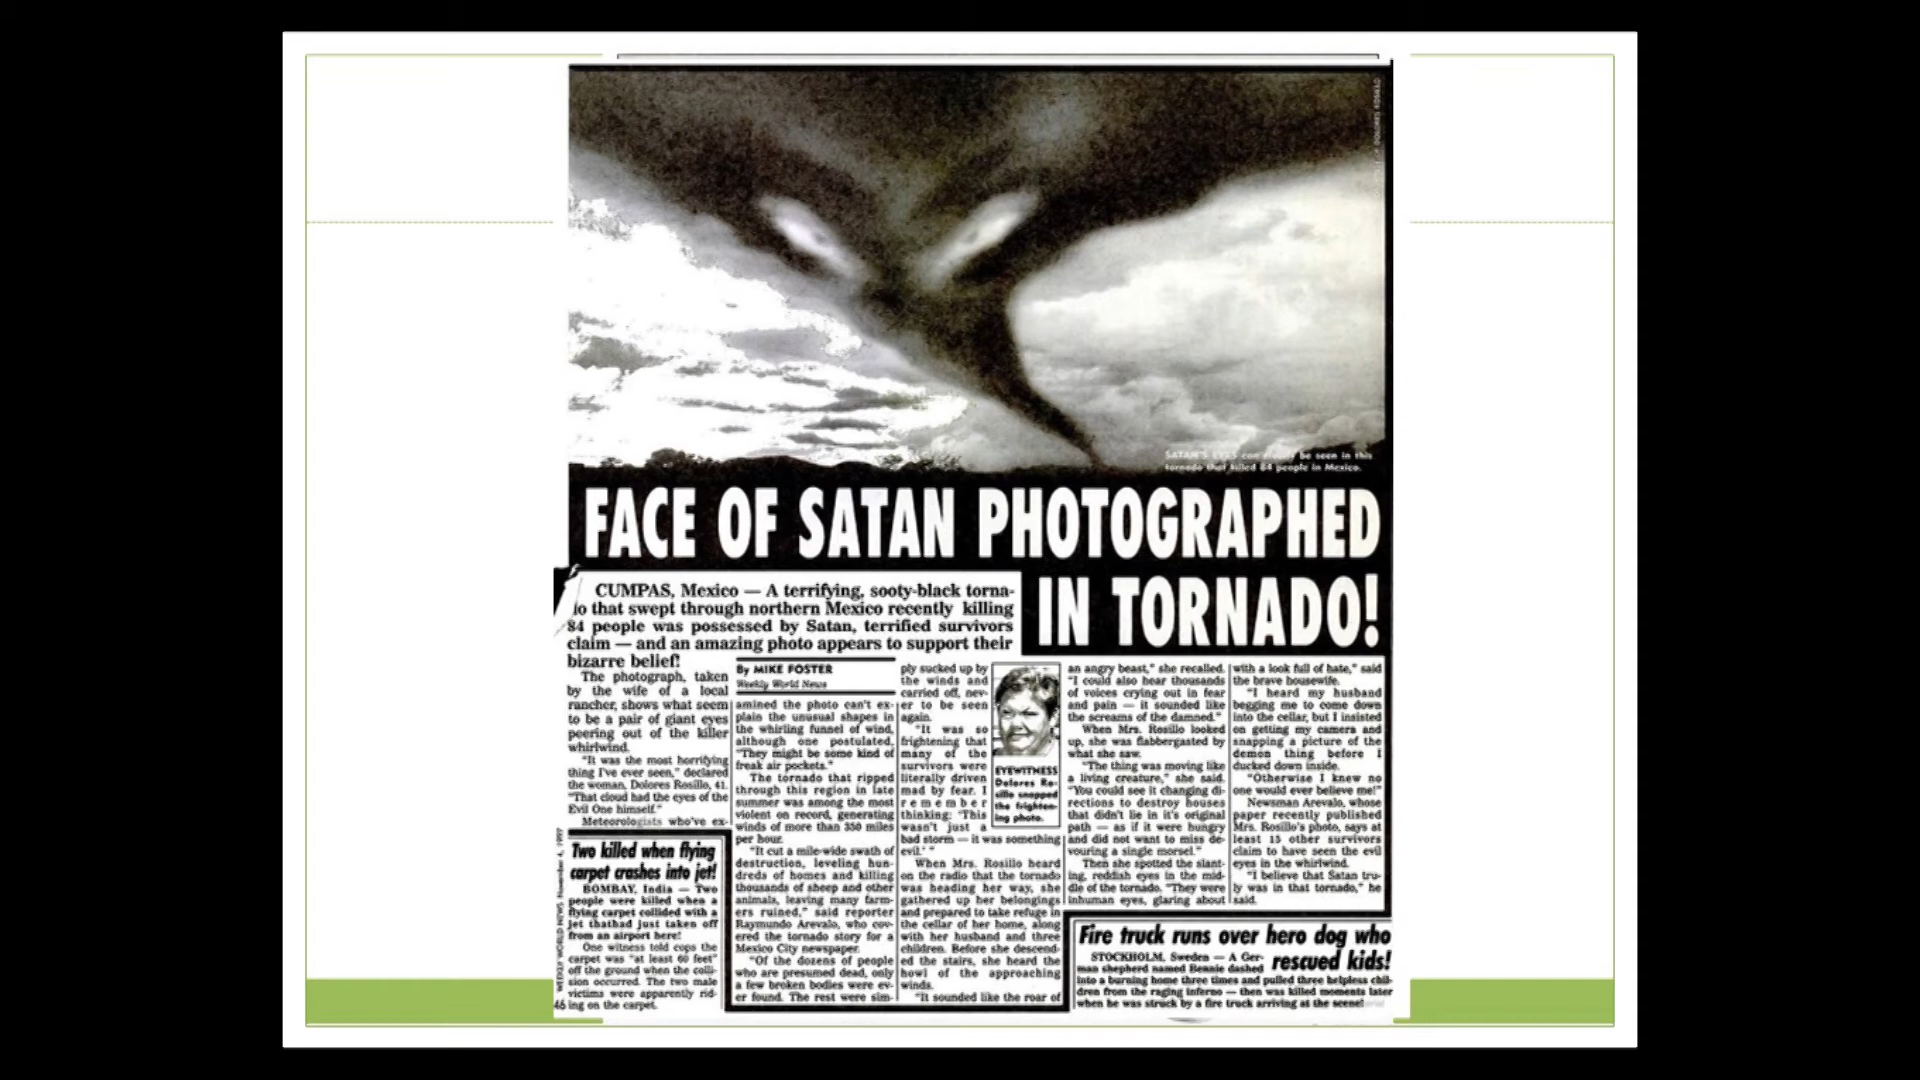 SATAN'S EYES can clearly be seen in this
tornado that killed 84 people in Mexico.
FACE OF SATAN PHOTOGRAPHED
IN TORNADO!
CUMPAS, Mexico — A terrifying, sooty-black torna-
do that swept through northern Mexico recently killing
84 people was possessed by Satan, terrified survivors
claim — and an amazing photo appears to support their
bizarre belief!
The photograph, taken
by the wife of a local
rancher, shows what seem
to be a pair of giant eyes
peering out of the killer
whirlwind.
"It was the most horrifying
thing I've ever seen," declared
the woman, Dolores Rosillo, 41.
"That cloud had the eyes of the
Evil One himself."
Meteorologists who've ex-
By MIKE FOSTER
Weekly World News
amined the photo can't ex-
plain the unusual shapes in
the whirling funnel of wind,
although one postulated,
"They might be some kind of
freak air pockets."
The tornado that ripped
through this region in late
summer was among the most
violent on record, generating
winds of more than 350 miles
per hour.
"It cut a mile-wide swath of
destruction, leveling hun-
dreds of homes and killing
thousands of sheep and other
animals, leaving many farm-
ers ruined," said reporter
Raymundo Arevalo, who cov-
ered the tornado story for a
Mexico City newspaper.
"Of the dozens of people
who are presumed dead, only
a few broken bodies were ev-
er found. The rest were sim-
ply sucked up by
the winds and
carried off, nev-
er to be seen
again.
"It was so
frightening that
many of the
survivors were
literally driven
mad by fear. I
remember
thinking: 'This
wasn't just a
bad storm — it was something
evil.' "
When Mrs. Rosillo heard
on the radio that the tornado
was heading her way, she
gathered up her belongings
and prepared to take refuge in
the cellar of her home, along
with her husband and three
children. Before she descend-
ed the stairs, she heard the
howl of the approaching
winds.
"It sounded like the roar of
EYEWITNESS
Dolores Ro-
sillo snapped
the frighten-
ing photo.
an angry beast," she recalled.
"I could also hear thousands
of voices crying out in fear
and pain — it sounded like
the screams of the damned."
When Mrs. Rosillo looked
up, she was flabbergasted by
what she saw.
"The thing was moving like
a living creature," she said.
"You could see it changing di-
rections to destroy houses
that didn't lie in it's original
path — as if it were hungry
and did not want to miss de-
vouring a single morsel."
Then she spotted the slant-
ing, reddish eyes in the mid-
dle of the tornado. "They were
inhuman eyes, glaring about
with a look full of hate," said
the brave housewife.
"I heard my husband
begging me to come down
into the cellar, but I insisted
on getting my camera and
snapping a picture of the
demon thing before I
ducked down inside.
"Otherwise I knew no
one would ever believe me!"
Newsman Arevalo, whose
paper recently published
Mrs. Rosillo's photo, says at
least 15 other survivors
claim to have seen the evil
eyes in the whirlwind.
"I believe that Satan tru-
ly was in that tornado," he
said.
Two killed when flying
carpet crashes into jet!
BOMBAY, India — Two
people were killed when a
flying carpet collided with a
jet thathad just taken off
from an airport here!
One witness told cops the
carpet was "at least 60 feet"
off the ground when the colli-
sion occurred. The two male
victims were apparently rid-
ing on the carpet.
WEEKLY WORLD NEWS November 4, 1997
46
Fire truck runs over hero dog who
rescued kids!
STOCKHOLM, Sweden — A Ger-
man shepherd named Bennie dashed
into a burning home three times and pulled three helpless chil-
dren from the raging inferno — then was killed moments later
when he was struck by a fire truck arriving at the scene!